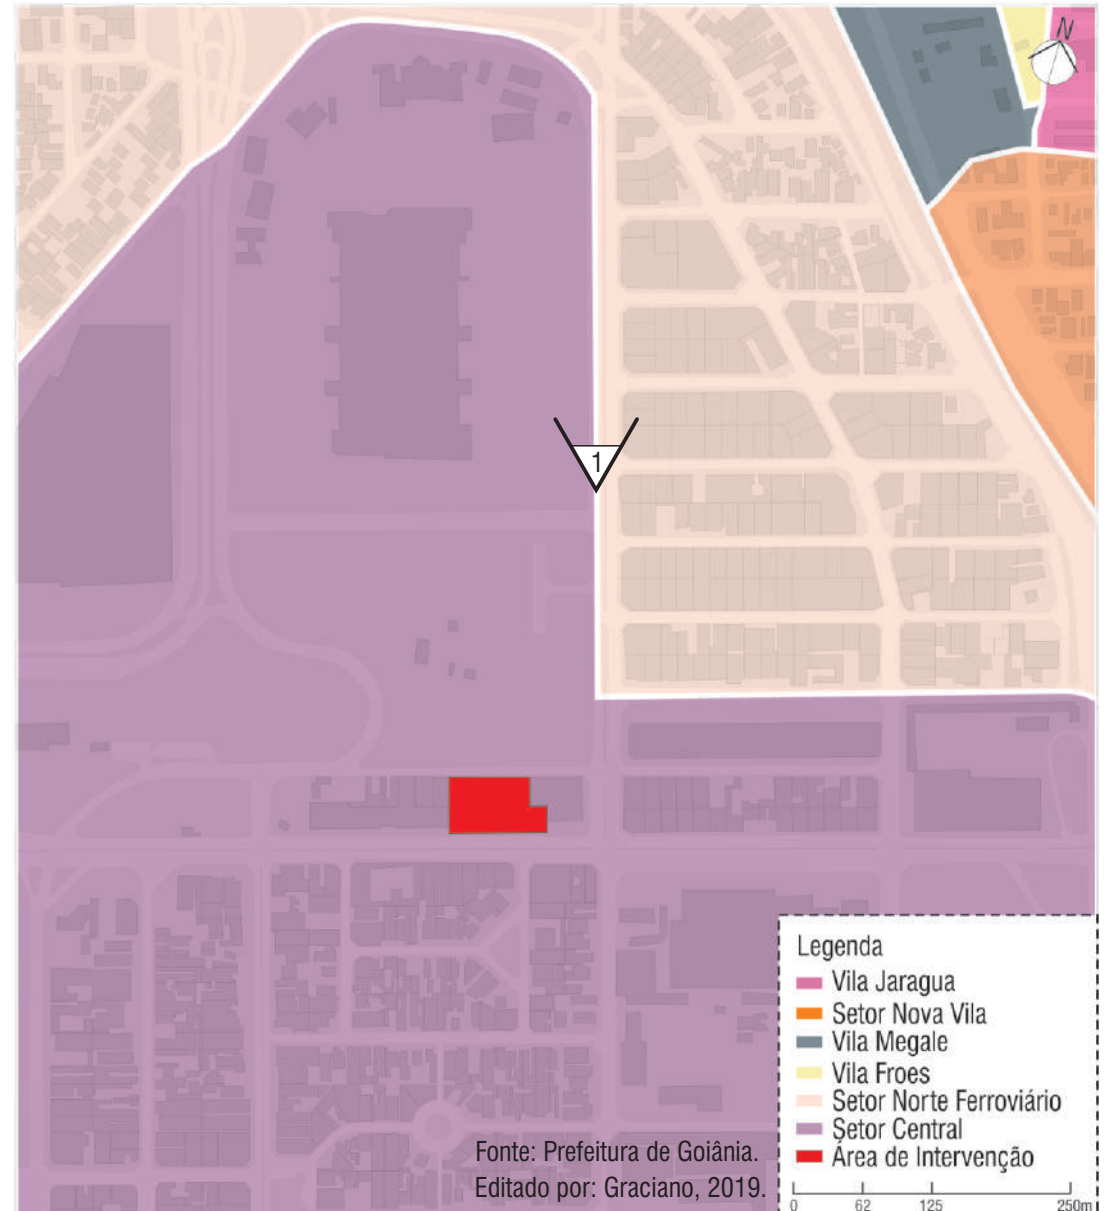 N
1
Legenda
Vila Jaragua
Setor Nova Vila
Vila Megale
Vila Froes
Setor Norte Ferroviário
Setor Central
Área de Intervenção
Fonte: Prefeitura de Goiânia.
Editado por: Graciano, 2019.
0 62 125 250m